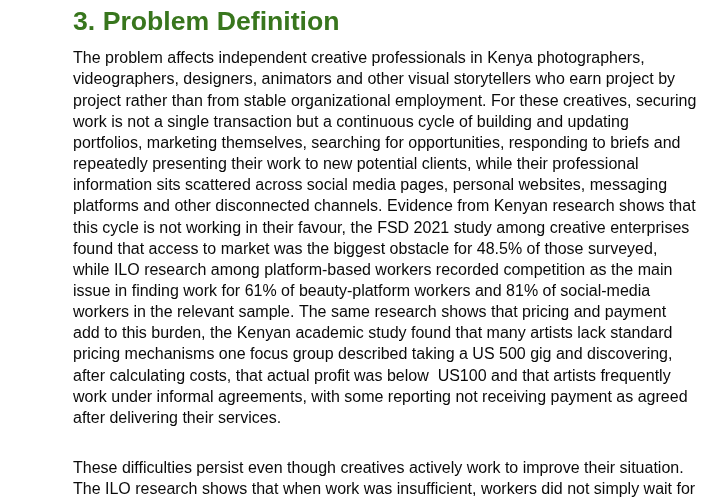 3. Problem Definition
The problem affects independent creative professionals in Kenya photographers,
videographers, designers, animators and other visual storytellers who earn project by
project rather than from stable organizational employment. For these creatives, securing
work is not a single transaction but a continuous cycle of building and updating
portfolios, marketing themselves, searching for opportunities, responding to briefs and
repeatedly presenting their work to new potential clients, while their professional
information sits scattered across social media pages, personal websites, messaging
platforms and other disconnected channels. Evidence from Kenyan research shows that
this cycle is not working in their favour, the FSD 2021 study among creative enterprises
found that access to market was the biggest obstacle for 48.5% of those surveyed,
while ILO research among platform-based workers recorded competition as the main
issue in finding work for 61% of beauty-platform workers and 81% of social-media
workers in the relevant sample. The same research shows that pricing and payment
add to this burden, the Kenyan academic study found that many artists lack standard
pricing mechanisms one focus group described taking a US 500 gig and discovering,
after calculating costs, that actual profit was below  US100 and that artists frequently
work under informal agreements, with some reporting not receiving payment as agreed
after delivering their services.
These difficulties persist even though creatives actively work to improve their situation.
The ILO research shows that when work was insufficient, workers did not simply wait for